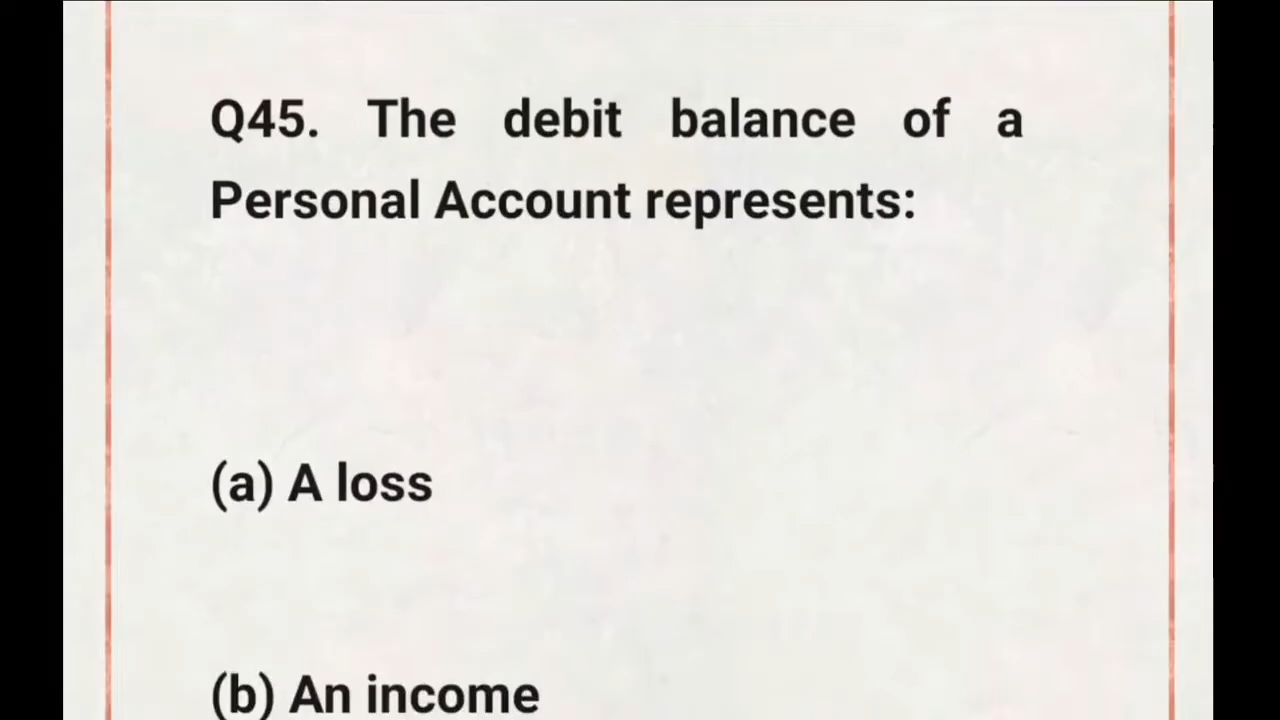 Q45. The debit balance of a
Personal Account represents:
(a) A loss
(b) An income